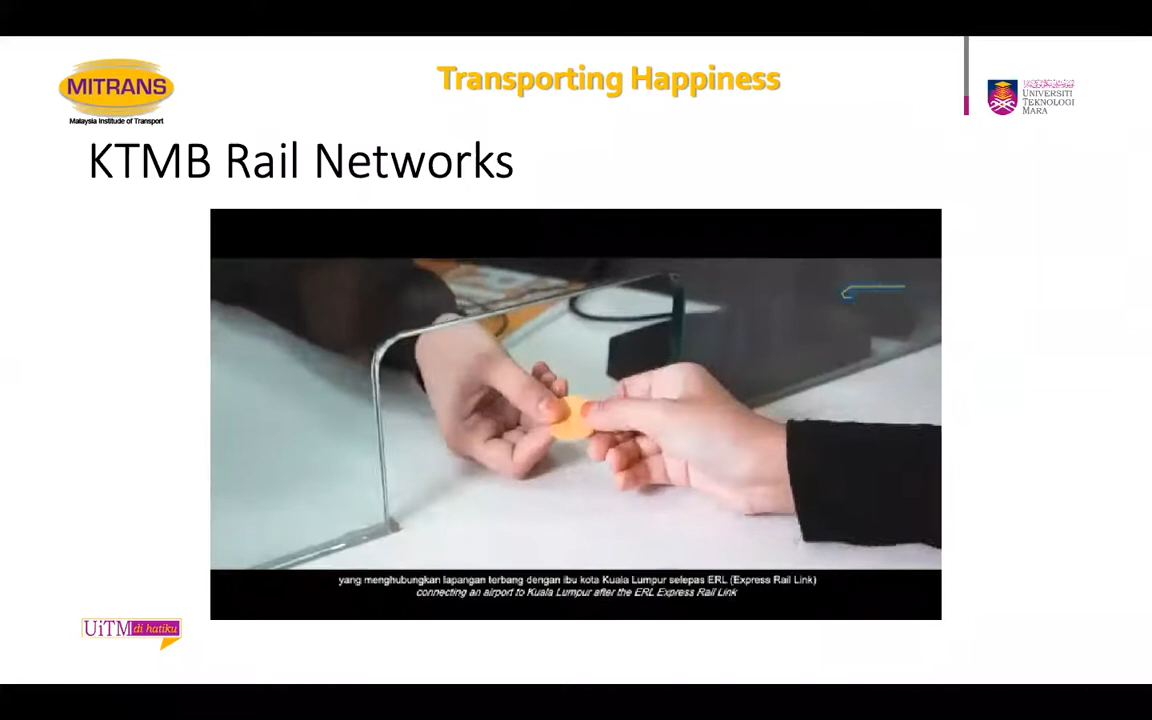 MITRANS
Malaysia Institude of Transport
Transporting Happiness
UNIVERSITI
TEKNOLOGI
MARA
KTMB Rail Networks
yang menghubungkan lapangan terbang dengan ibu kota Kuala Lumpur selepas ERL (Express Rail Link)
connecting an airport to Kuala Lumpur after the ERL Express Rail Link
UiTM di hatiku